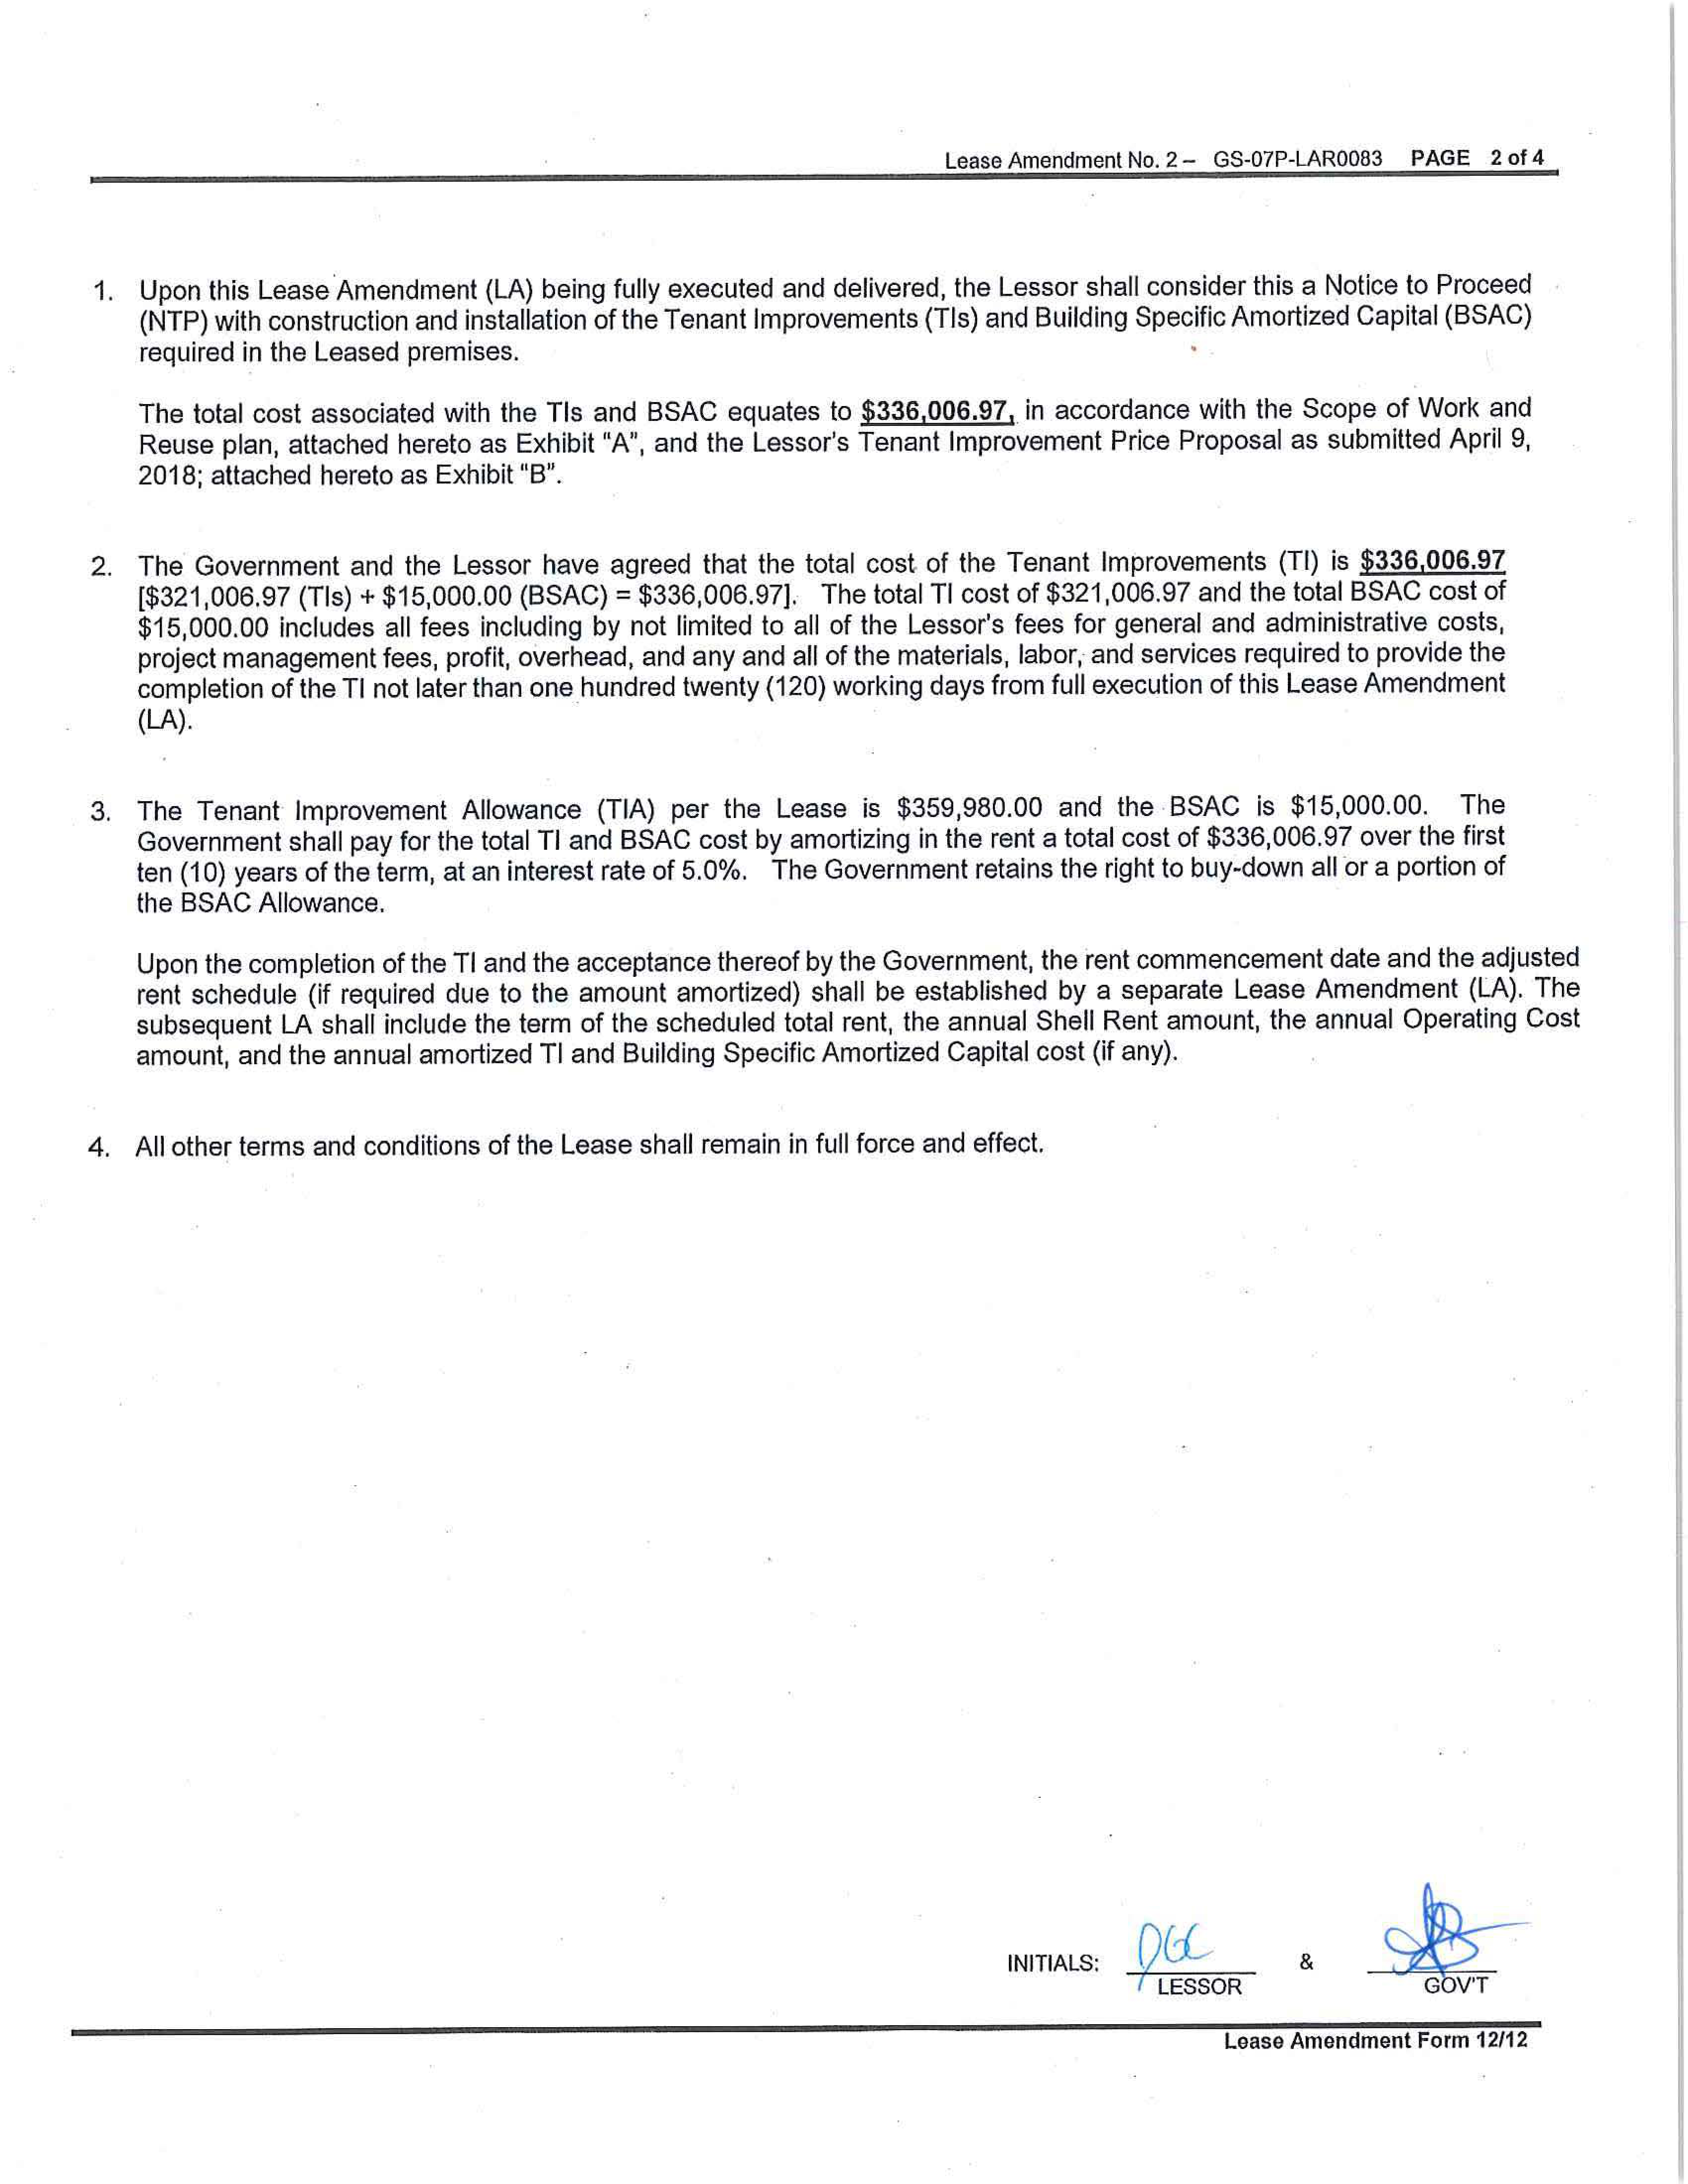 Lease Amendment No. 2 – GS-07P-LAR0083 PAGE 2 of 4
1. Upon this Lease Amendment (LA) being fully executed and delivered, the Lessor shall consider this a Notice to Proceed
(NTP) with construction and installation of the Tenant Improvements (TIs) and Building Specific Amortized Capital (BSAC)
required in the Leased premises.
The total cost associated with the TIs and BSAC equates to $336,006.97, in accordance with the Scope of Work and
Reuse plan, attached hereto as Exhibit "A", and the Lessor's Tenant Improvement Price Proposal as submitted April 9,
2018; attached hereto as Exhibit "B".
2. The Government and the Lessor have agreed that the total cost of the Tenant Improvements (TI) is $336,006.97
[$321,006.97 (TIs) + $15,000.00 (BSAC) = $336,006.97]. The total TI cost of $321,006.97 and the total BSAC cost of
$15,000.00 includes all fees including by not limited to all of the Lessor's fees for general and administrative costs,
project management fees, profit, overhead, and any and all of the materials, labor, and services required to provide the
completion of the TI not later than one hundred twenty (120) working days from full execution of this Lease Amendment
(LA).
3. The Tenant Improvement Allowance (TIA) per the Lease is $359,980.00 and the BSAC is $15,000.00. The
Government shall pay for the total TI and BSAC cost by amortizing in the rent a total cost of $336,006.97 over the first
ten (10) years of the term, at an interest rate of 5.0%. The Government retains the right to buy-down all or a portion of
the BSAC Allowance.
Upon the completion of the TI and the acceptance thereof by the Government, the rent commencement date and the adjusted
rent schedule (if required due to the amount amortized) shall be established by a separate Lease Amendment (LA). The
subsequent LA shall include the term of the scheduled total rent, the annual Shell Rent amount, the annual Operating Cost
amount, and the annual amortized TI and Building Specific Amortized Capital cost (if any).
4. All other terms and conditions of the Lease shall remain in full force and effect.
INITIALS: DGC &
LESSOR GOV'T
Lease Amendment Form 12/12